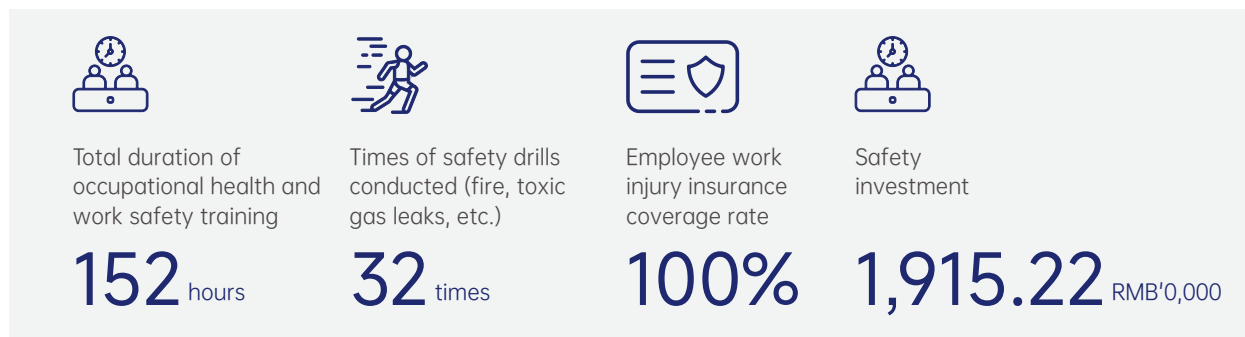 Total duration of
occupational health and
work safety training
152 hours
Times of safety drills
conducted (fire, toxic
gas leaks, etc.)
32 times
Employee work
injury insurance
coverage rate
100%
Safety
investment
1,915.22 RMB'0,000